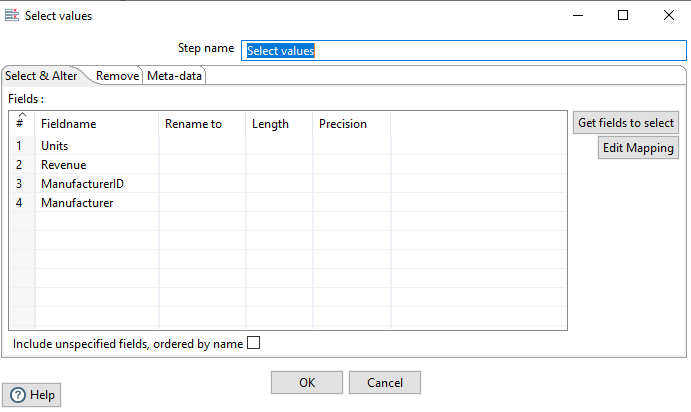 Select values
Step name Select values
Select & Alter Remove Meta-data
Fields :
# Fieldname Rename to Length Precision
1 Units
2 Revenue
3 ManufacturerID
4 Manufacturer
Get fields to select
Edit Mapping
Include unspecified fields, ordered by name
OK Cancel
? Help